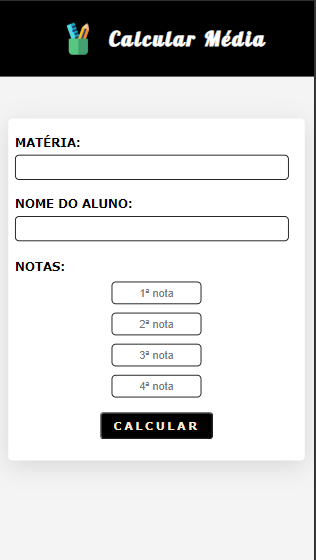 Calcular Média
MATÉRIA:
NOME DO ALUNO:
NOTAS:
1ª nota
2ª nota
3ª nota
4ª nota
CALCULAR